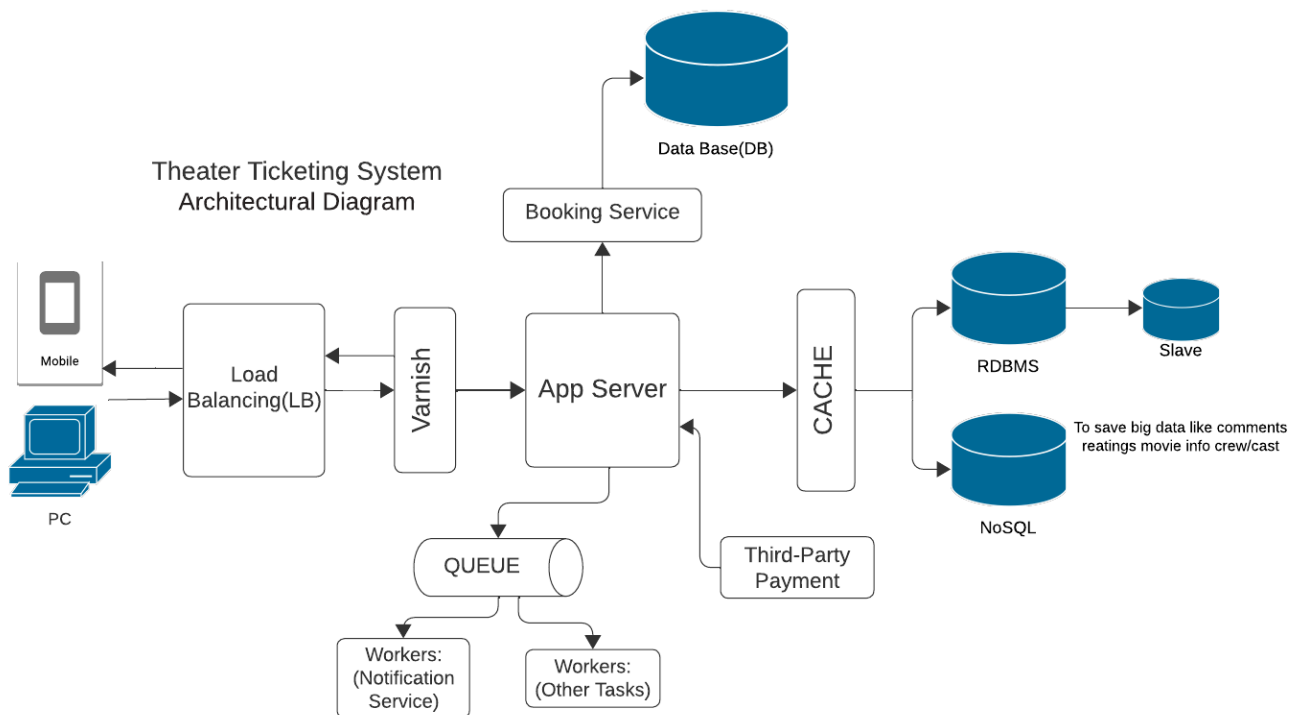 Data Base(DB)
Theater Ticketing System
Architectural Diagram
Booking Service
Mobile
PC
Load
Balancing(LB)
Varnish
App Server
CACHE
RDBMS
Slave
To save big data like comments
reatings movie info crew/cast
NoSQL
QUEUE
Third-Party
Payment
Workers:
(Notification
Service)
Workers:
(Other Tasks)